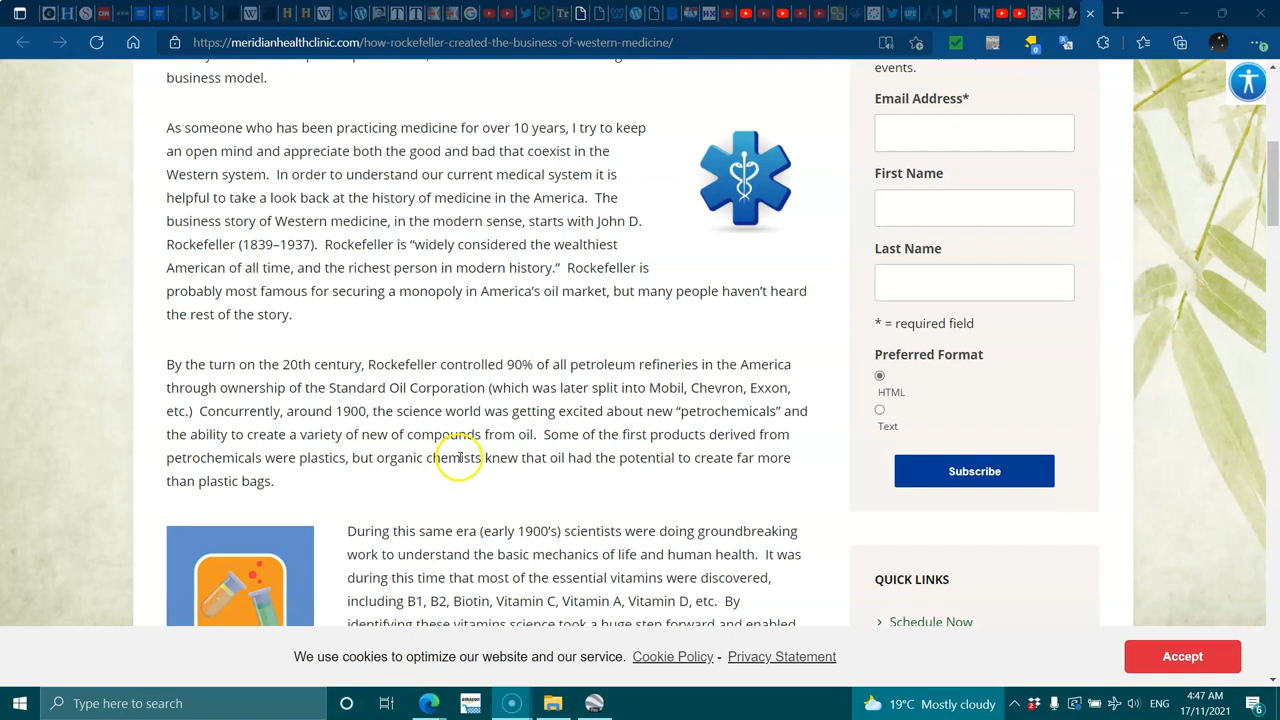 https://meridianhealthclinic.com/how-rockefeller-created-the-business-of-western-medicine/
business model.
As someone who has been practicing medicine for over 10 years, I try to keep
an open mind and appreciate both the good and bad that coexist in the
Western system.  In order to understand our current medical system it is
helpful to take a look back at the history of medicine in the America.  The
business story of Western medicine, in the modern sense, starts with John D.
Rockefeller (1839–1937).  Rockefeller is “widely considered the wealthiest
American of all time, and the richest person in modern history.”  Rockefeller is
probably most famous for securing a monopoly in America’s oil market, but many people haven’t heard
the rest of the story.
By the turn on the 20th century, Rockefeller controlled 90% of all petroleum refineries in the America
through ownership of the Standard Oil Corporation (which was later split into Mobil, Chevron, Exxon,
etc.)  Concurrently, around 1900, the science world was getting excited about new “petrochemicals” and
the ability to create a variety of new of compounds from oil.  Some of the first products derived from
petrochemicals were plastics, but organic chemists knew that oil had the potential to create far more
than plastic bags.
During this same era (early 1900’s) scientists were doing groundbreaking
work to understand the basic mechanics of life and human health.  It was
during this time that most of the essential vitamins were discovered,
including B1, B2, Biotin, Vitamin C, Vitamin A, Vitamin D, etc.  By
identifying these vitamins science took a huge step forward and enabled
events.
Email Address*
First Name
Last Name
* = required field
Preferred Format
HTML
Text
Subscribe
QUICK LINKS
Schedule Now
We use cookies to optimize our website and our service. Cookie Policy - Privacy Statement
Accept
Type here to search
amazon
19°C Mostly cloudy
ENG
4:47 AM
17/11/2021
6